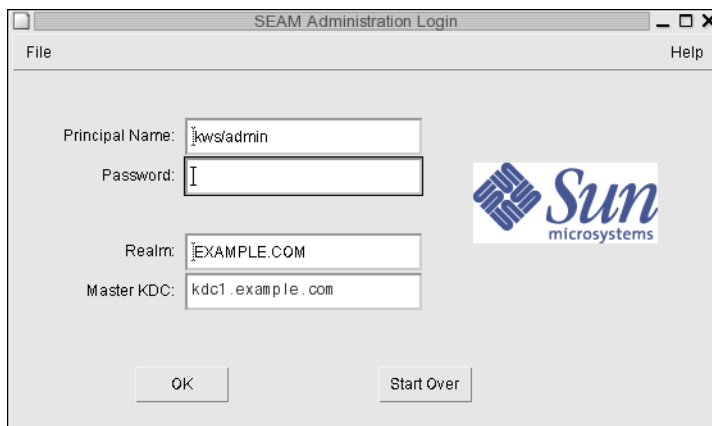 SEAM Administration Login
File Help
Principal Name: kws/admin
Password:
Realm: EXAMPLE.COM
Master KDC: kdc1.example.com
Sun
microsystems
OK Start Over